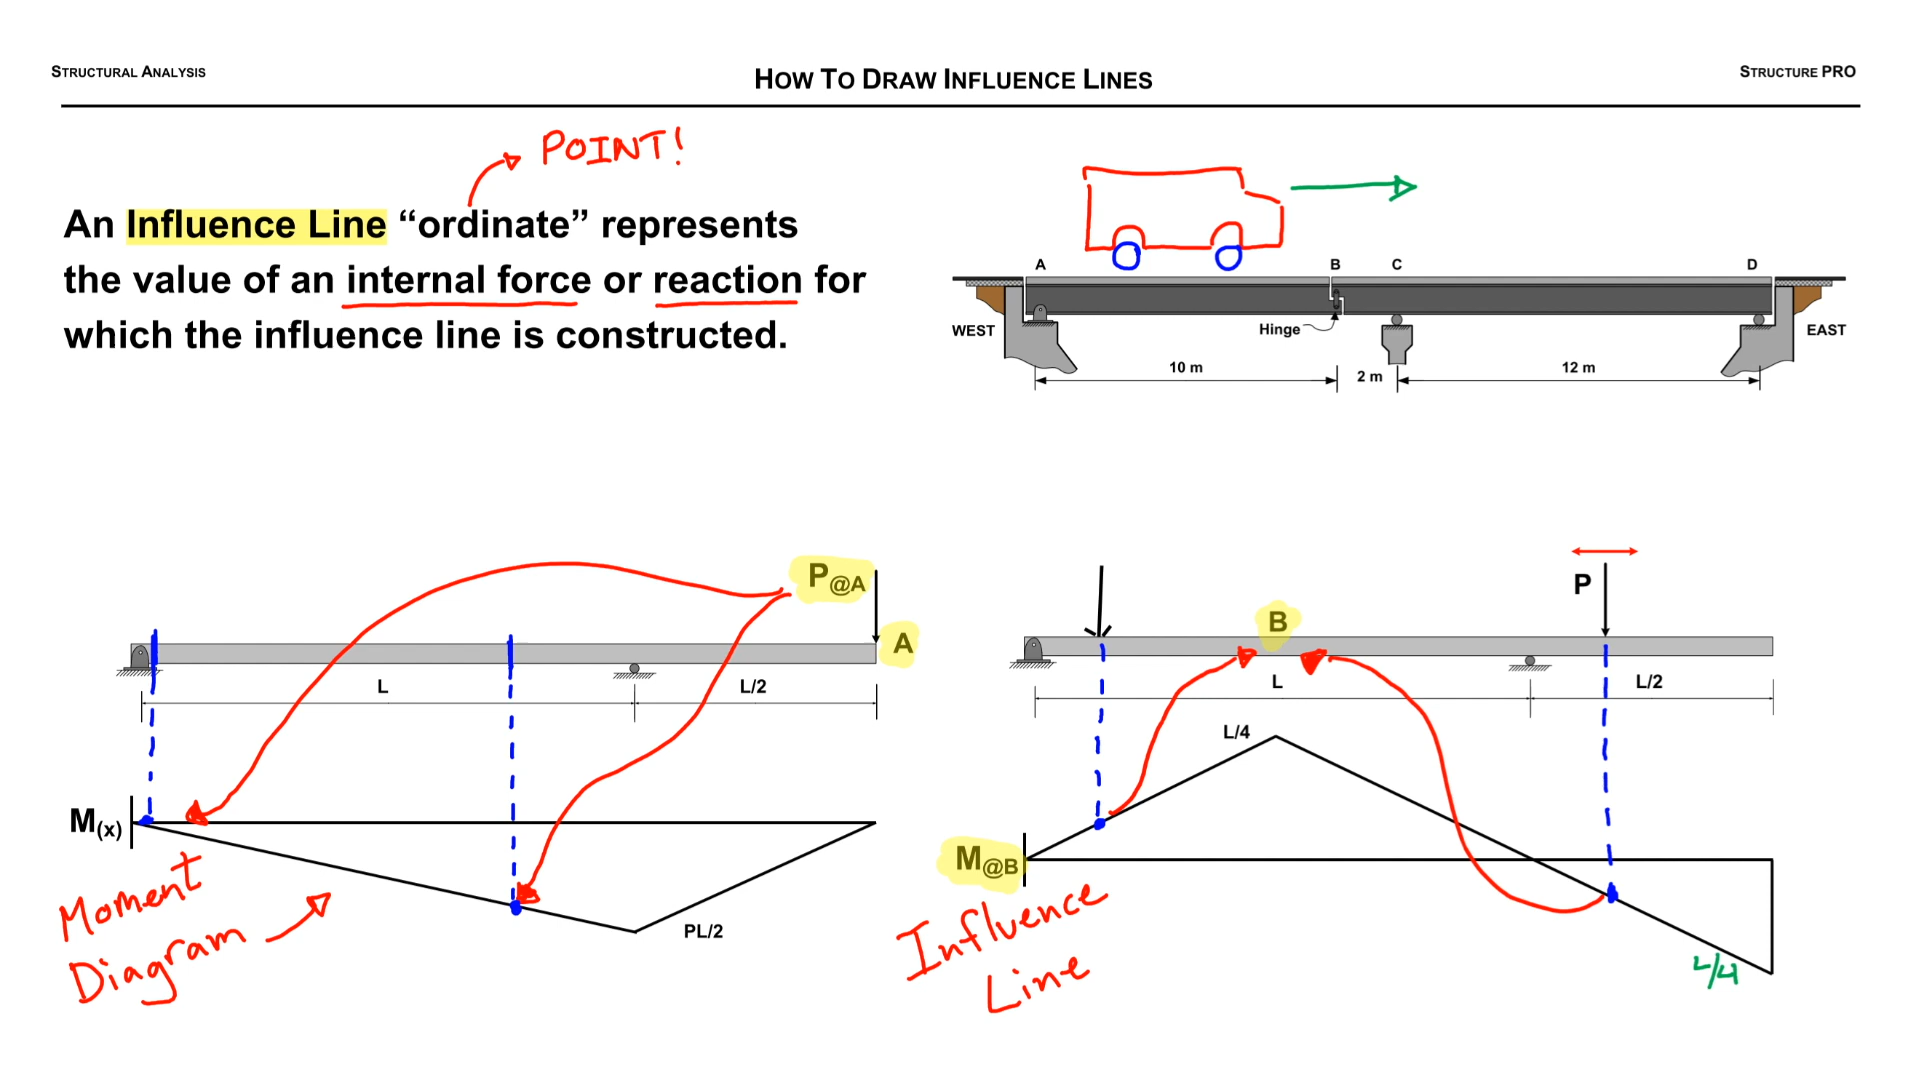 STRUCTURAL ANALYSIS
HOW TO DRAW INFLUENCE LINES
STRUCTURE PRO
POINT!
An Influence Line “ordinate” represents
the value of an internal force or reaction for
which the influence line is constructed.
A
B
C
D
WEST
Hinge
EAST
10 m
2 m
12 m
P@A
A
L
L/2
M(x)
PL/2
Moment
Diagram
P
B
L
L/2
L/4
M@B
Influence
Line
L/4